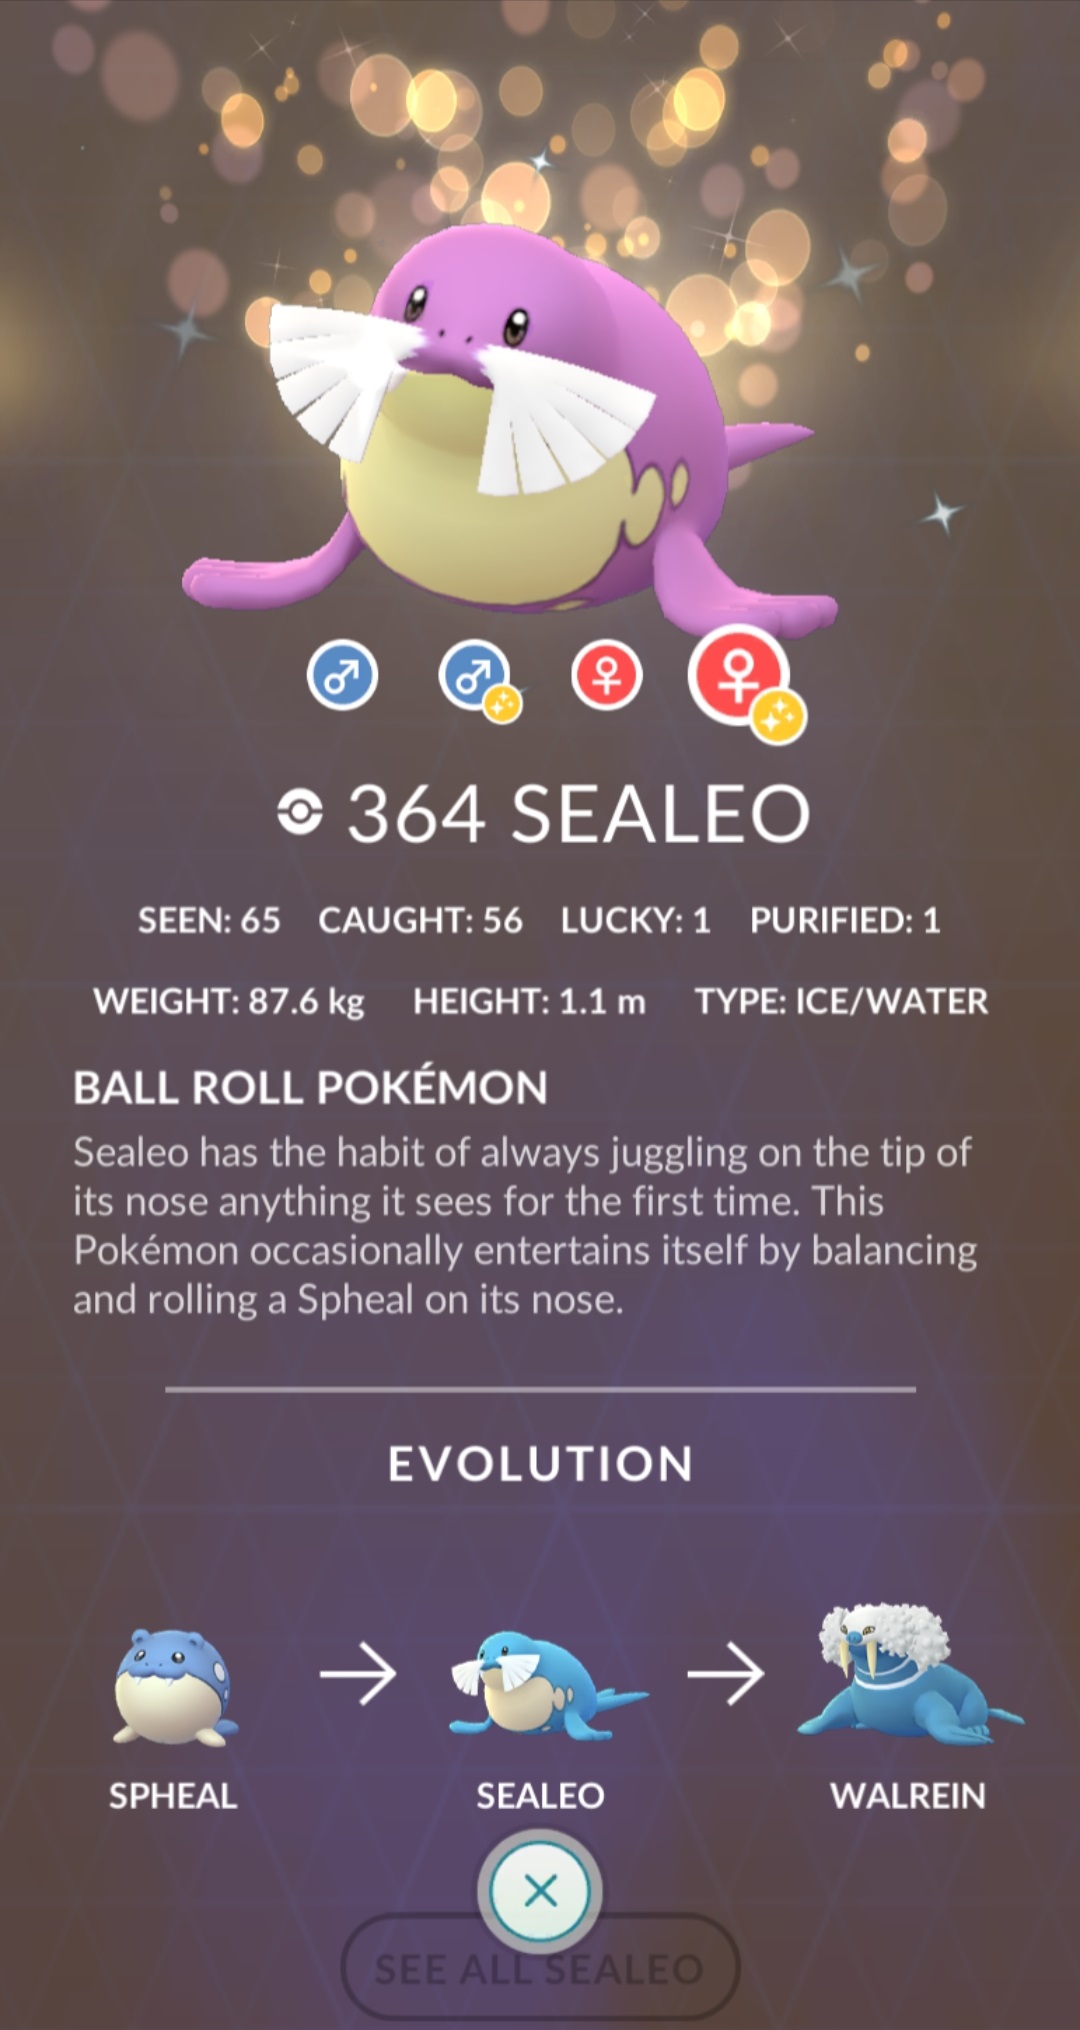 364 SEALEO
SEEN: 65 CAUGHT: 56 LUCKY: 1 PURIFIED: 1
WEIGHT: 87.6 kg HEIGHT: 1.1 m TYPE: ICE/WATER
BALL ROLL POKÉMON
Sealeo has the habit of always juggling on the tip of
its nose anything it sees for the first time. This
Pokémon occasionally entertains itself by balancing
and rolling a Spheal on its nose.
EVOLUTION
SPHEAL SEALEO WALREIN
SEE ALL SEALEO